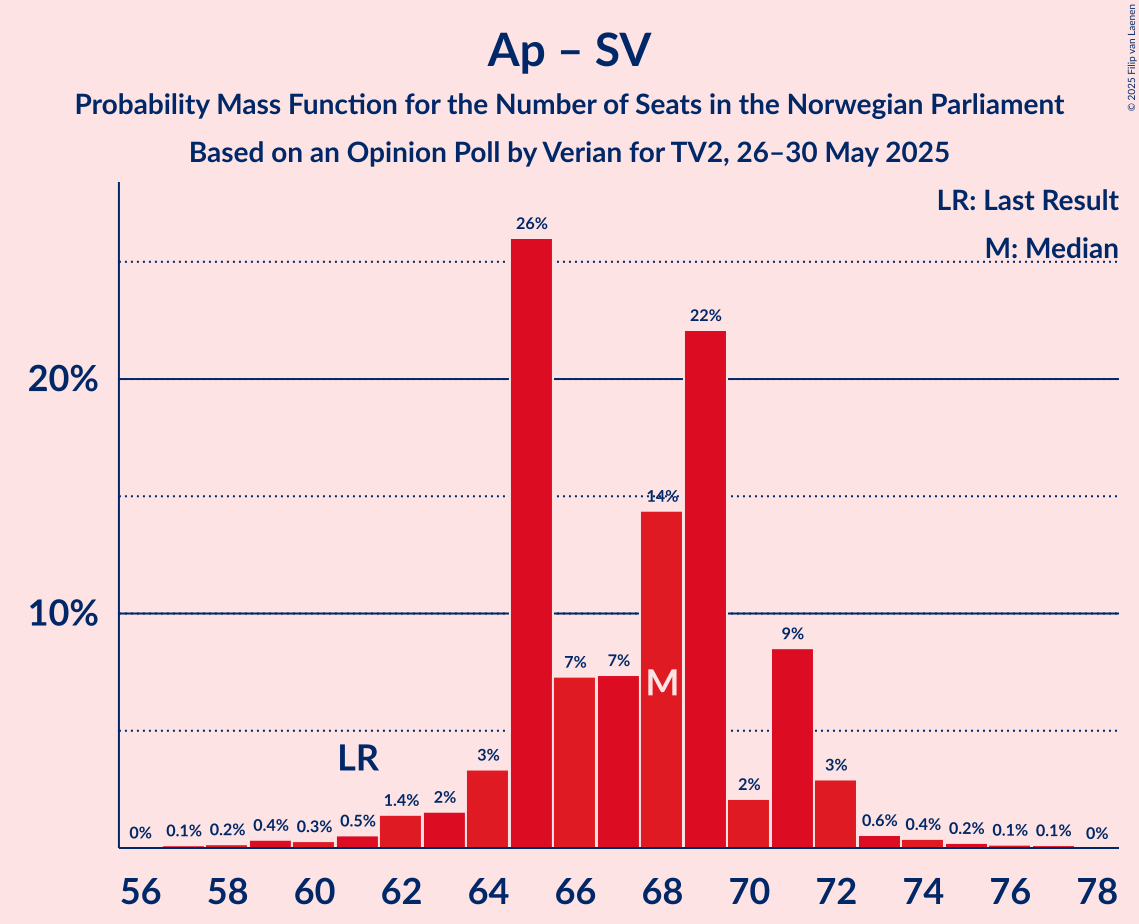 Ap – SV
Probability Mass Function for the Number of Seats in the Norwegian Parliament
Based on an Opinion Poll by Verian for TV2, 26–30 May 2025
© 2025 Filip van Laenen
LR: Last Result
M: Median
20%
10%
0%
0.1%
0.2%
0.4%
0.3%
0.5%
1.4%
2%
3%
26%
7%
7%
14%
22%
2%
9%
3%
0.6%
0.4%
0.2%
0.1%
0.1%
0%
LR
M
56 58 60 62 64 66 68 70 72 74 76 78